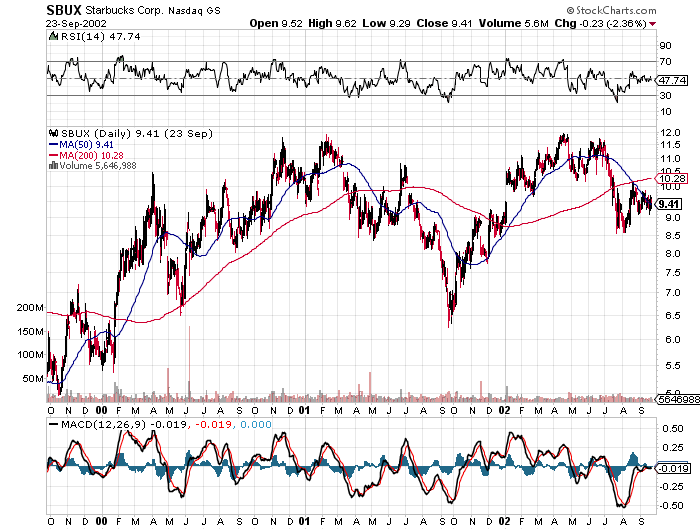 SBUX Starbucks Corp. Nasdaq GS
© StockCharts.com
23-Sep-2002
Open 9.52 High 9.62 Low 9.29 Close 9.41 Volume 5.6M Chg -0.23 (-2.36%)
RSI(14) 47.74
90
70
47.74
30
10
SBUX (Daily) 9.41 (23 Sep)
MA(50) 9.41
MA(200) 10.28
Volume 5,646,988
12.0
11.5
11.0
10.5
10.28
10.0
9.41
9.0
8.5
8.0
7.5
7.0
6.5
6.0
5.5
5.0
200M
150M
100M
50M
5646988
O N D 00 F M A M J J A S O N D 01 F M A M J J A S O N D 02 F M A M J J A S
MACD(12,26,9) -0.019, -0.019, 0.000
0.50
0.25
-0.019
-0.25
-0.50
O N D 00 F M A M J J A S O N D 01 F M A M J J A S O N D 02 F M A M J J A S